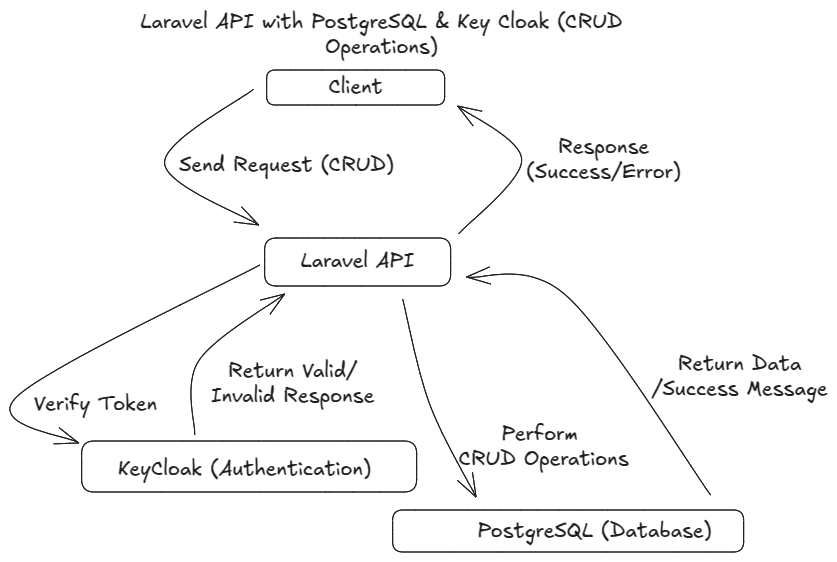 Laravel API with PostgreSQL & Key Cloak (CRUD
Operations)
Client
Send Request (CRUD)
Response
(Success/Error)
Laravel API
Verify Token
Return Valid/
Invalid Response
Return Data
/Success Message
Perform
CRUD Operations
KeyCloak (Authentication)
PostgreSQL (Database)